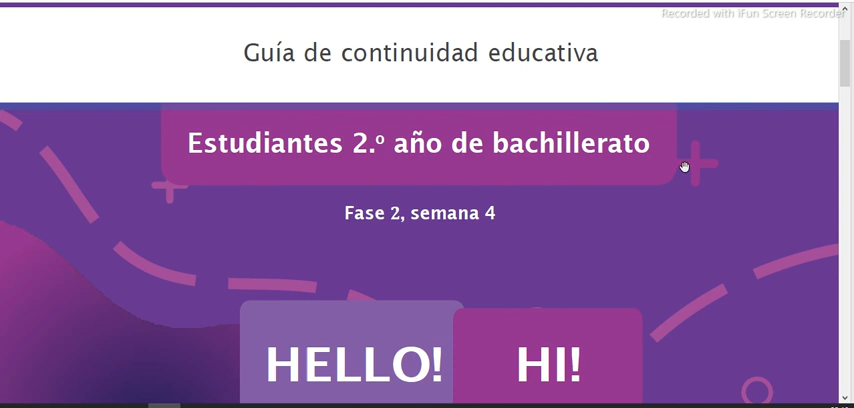 Recorded with iFun Screen Recorder
Guía de continuidad educativa
Estudiantes 2.º año de bachillerato
Fase 2, semana 4
HELLO!
HI!